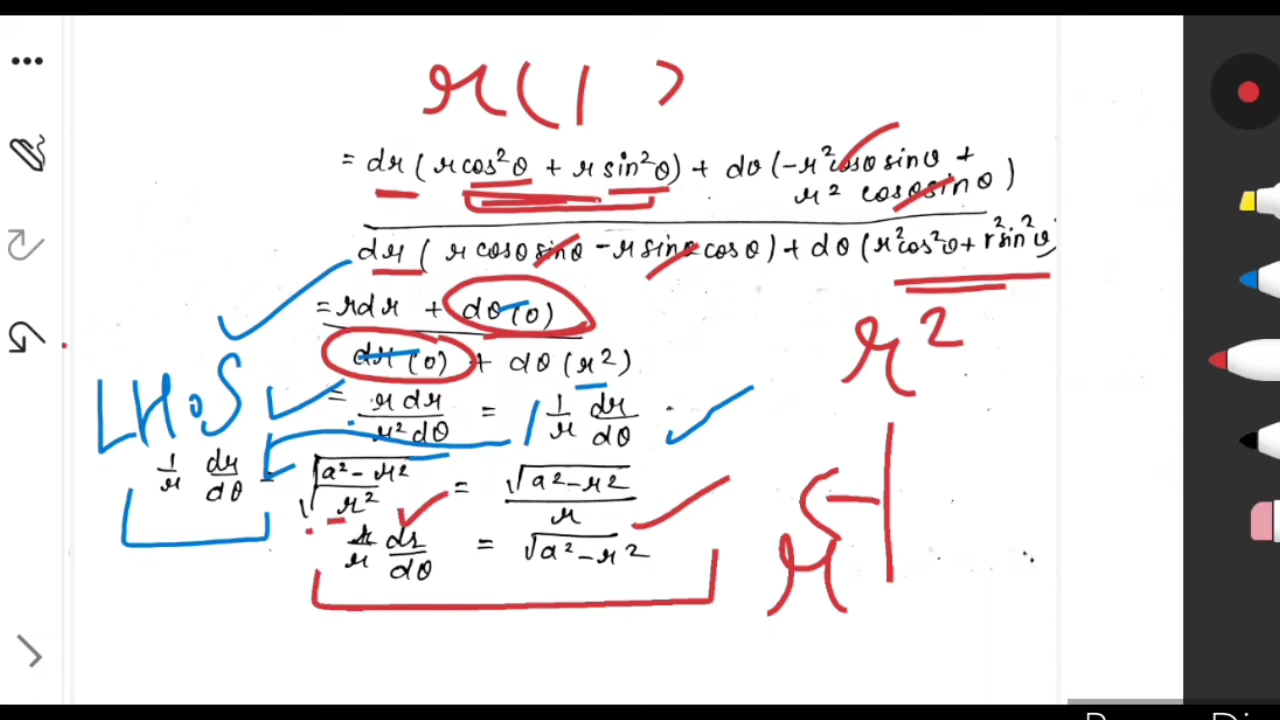 r(1)
= dr (r cos²θ + r sin²θ) + dθ (-r² cosθ sinθ +
r² cosθ sinθ)
dr (r cosθ sinθ - r sinθ cosθ) + dθ (r² cos²θ + r² sin²θ)
= r dr + dθ (0)
r²
dr (0) + dθ (r²)
LHS
= r dr / r² dθ = 1/r dr/dθ
1/r dr/dθ = √(a² - r²) / √r² = √(a² - r²) / r
r/r dr/dθ = √(a² - r²)